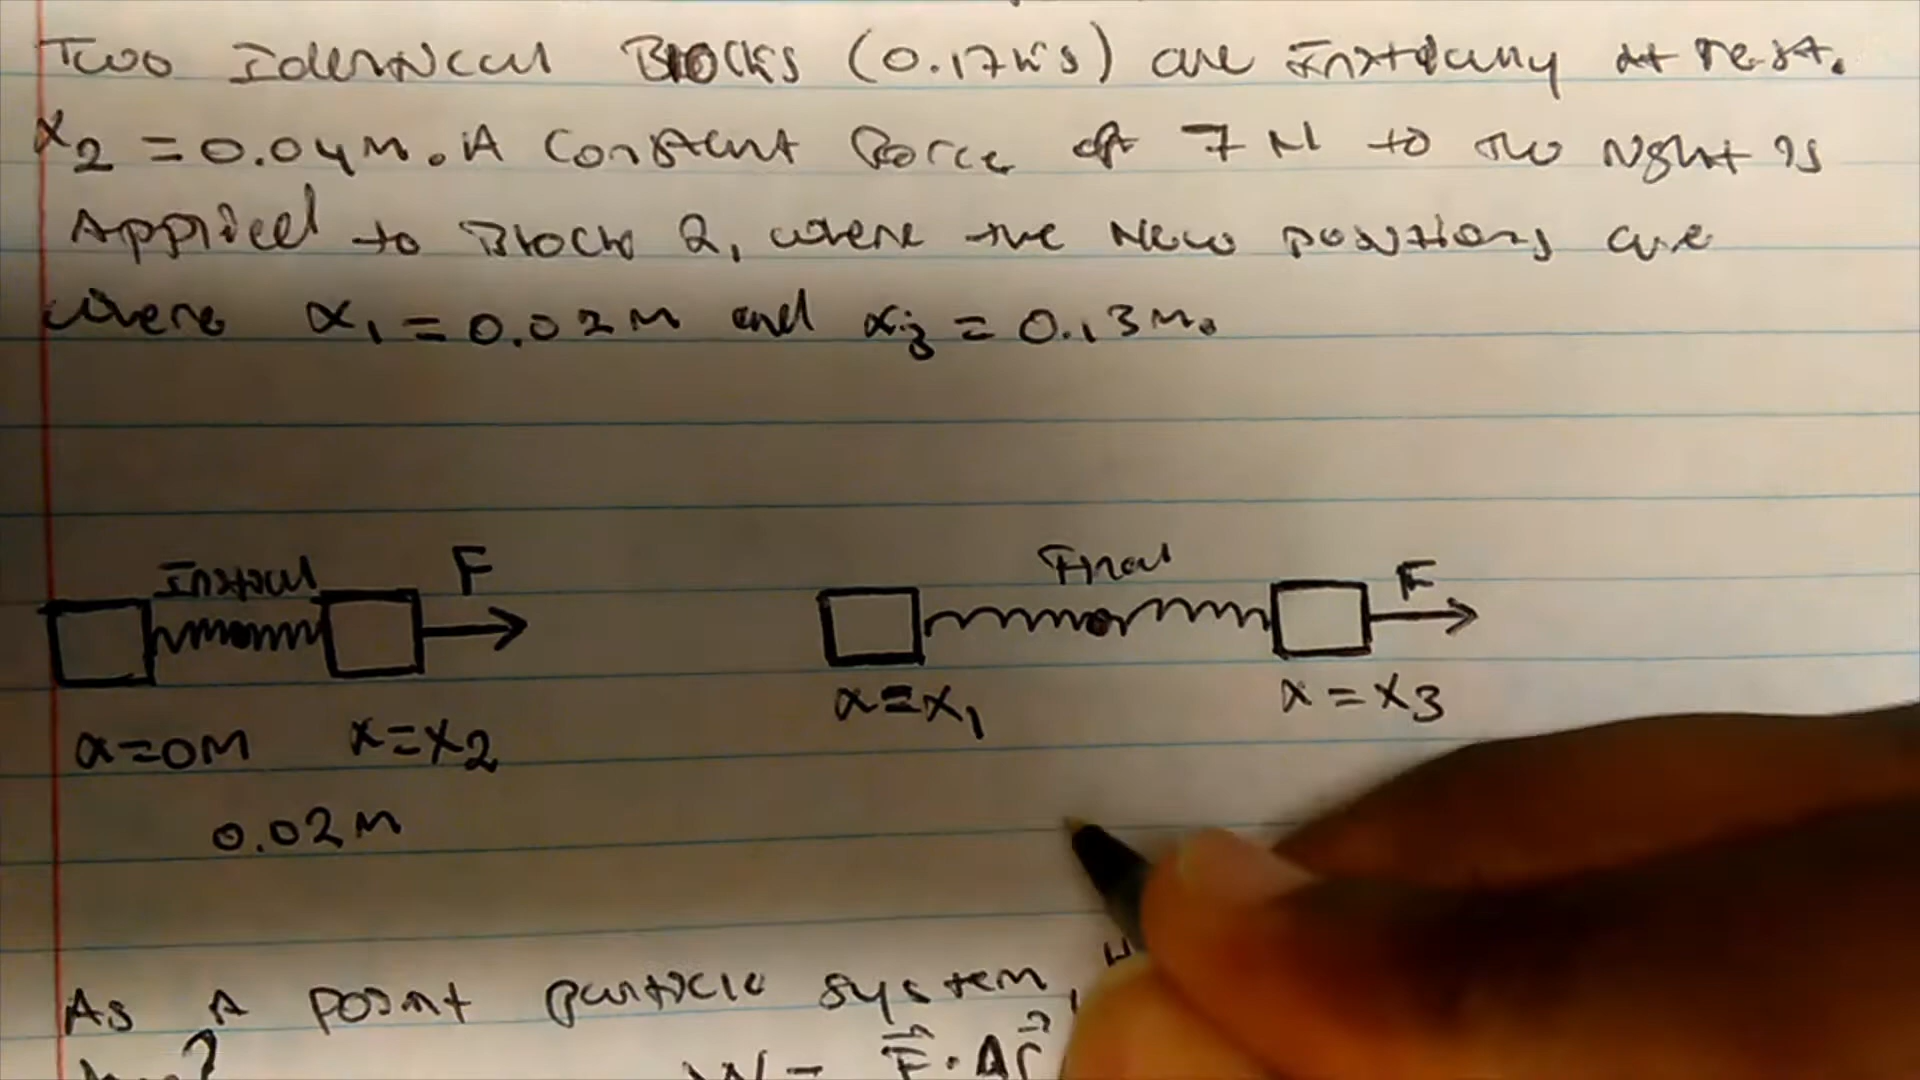 Two Identical Blocks (0.17kg's) are Initially at rest.
x2 = 0.04m. A Constant Force of 7 N to the right is
Applied to Block 2, where the New positions are
where x1 = 0.02m and x3 = 0.13m.
Initial F Final F
x=0m x=x2 x=x1 x=x3
0.02m
As A point particle system,
W = F · Δr